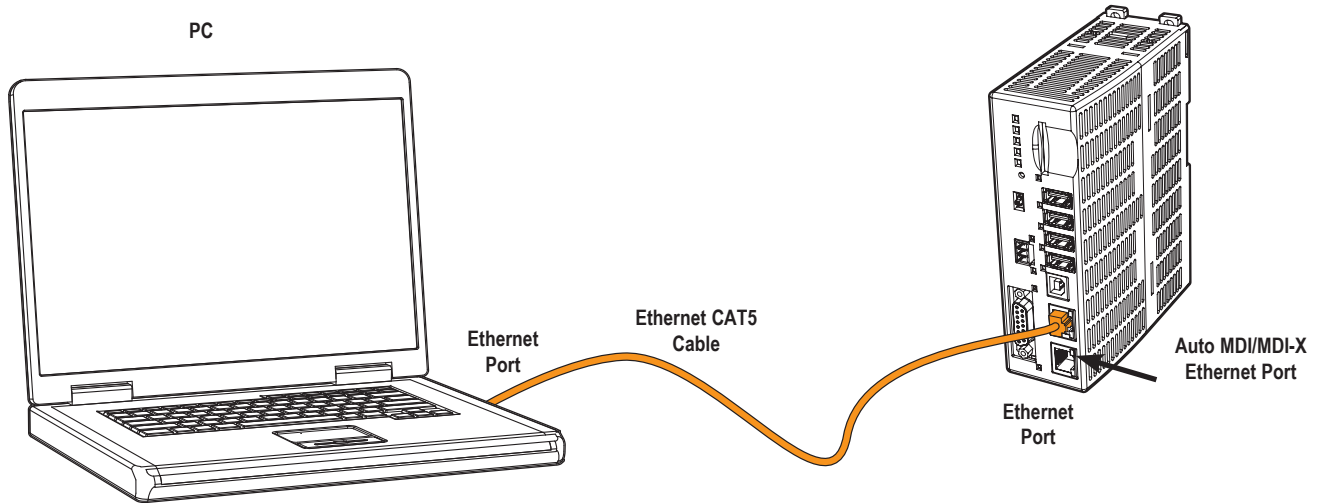 PC
Ethernet
Port
Ethernet CAT5
Cable
Auto MDI/MDI-X
Ethernet Port
Ethernet
Port